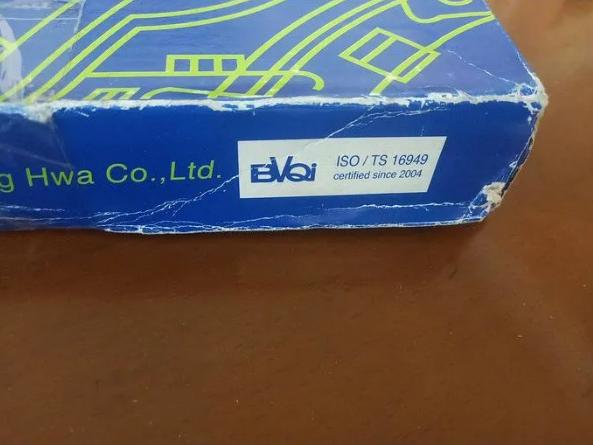 g Hwa Co.,Ltd.
BVQi
ISO / TS 16949
certified since 2004